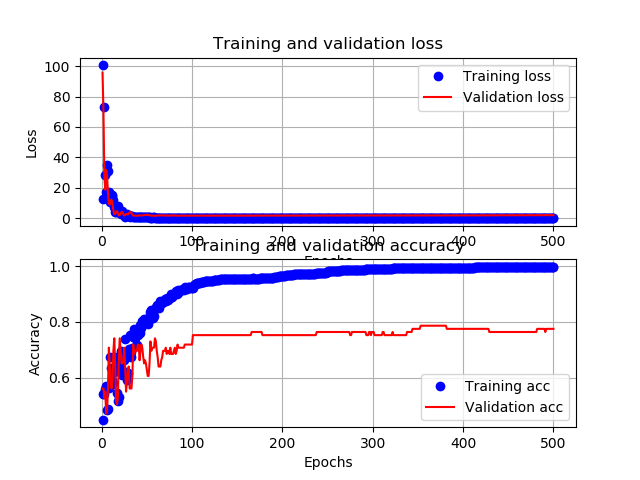 Training and validation loss
100
80
60
40
20
0
Loss
Training loss
Validation loss
0 100 200 300 400 500
Epochs
Training and validation accuracy
1.0
0.8
0.6
Accuracy
Training acc
Validation acc
0 100 200 300 400 500
Epochs